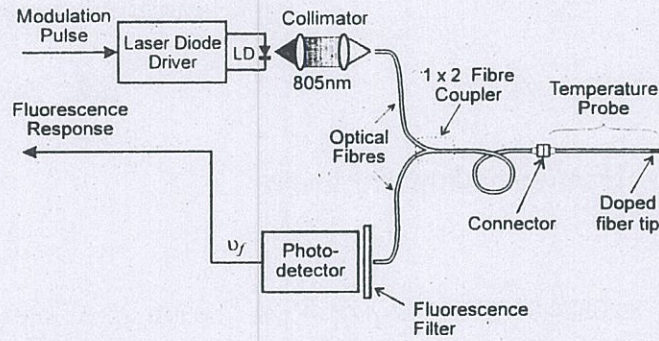 Modulation
Pulse
Laser Diode
Driver
LD
Collimator
805nm
1 x 2 Fibre
Coupler
Temperature
Probe
Fluorescence
Response
Optical
Fibres
Connector
Doped
fiber tip
υf
Photo-
detector
Fluorescence
Filter